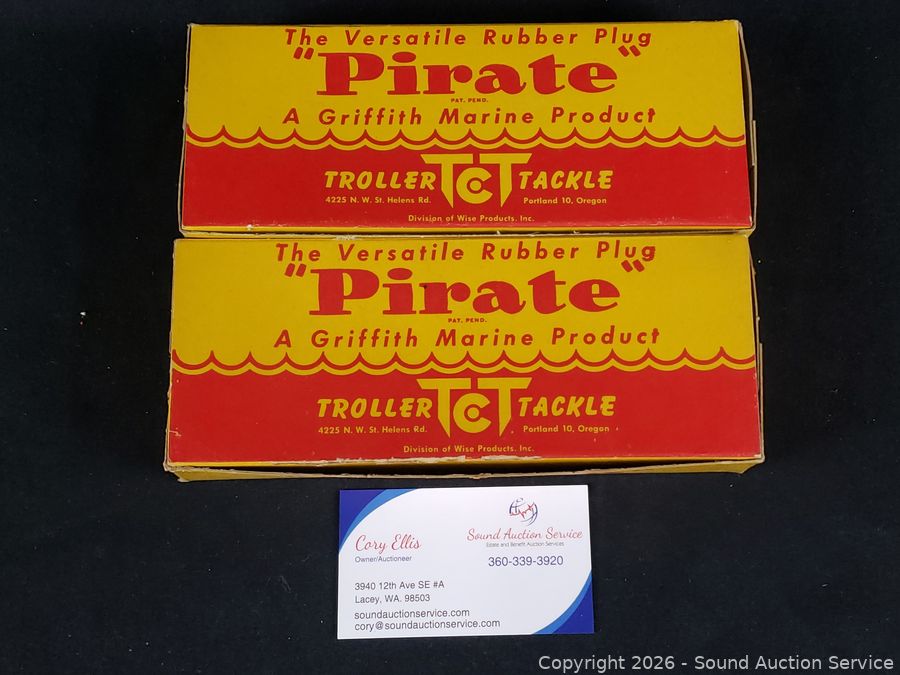 The Versatile Rubber Plug
"Pirate"
PAT. PEND.
A Griffith Marine Product
TROLLER TCT TACKLE
4225 N. W. St. Helens Rd. Portland 10, Oregon
Division of Wise Products, Inc.
The Versatile Rubber Plug
"Pirate"
PAT. PEND.
A Griffith Marine Product
TROLLER TCT TACKLE
4225 N. W. St. Helens Rd. Portland 10, Oregon
Division of Wise Products, Inc.
Cory Ellis
Owner/Auctioneer
Sound Auction Service
Estate and Benefit Auction Services
360-339-3920
3940 12th Ave SE #A
Lacey, WA. 98503
soundauctionservice.com
cory@soundauctionservice.com
Copyright 2026 - Sound Auction Service